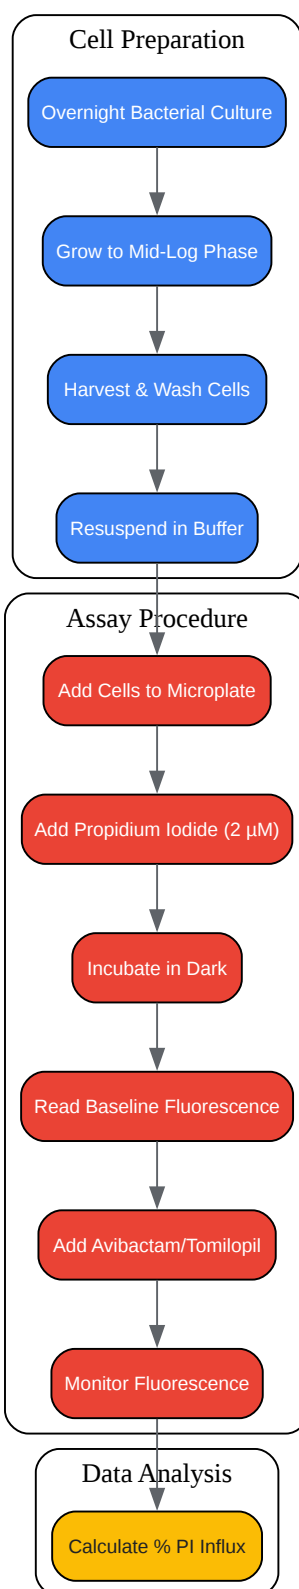 Cell Preparation
Overnight Bacterial Culture
Grow to Mid-Log Phase
Harvest & Wash Cells
Resuspend in Buffer
Assay Procedure
Add Cells to Microplate
Add Propidium Iodide (2 µM)
Incubate in Dark
Read Baseline Fluorescence
Add Avibactam/Tomilopil
Monitor Fluorescence
Data Analysis
Calculate % PI Influx